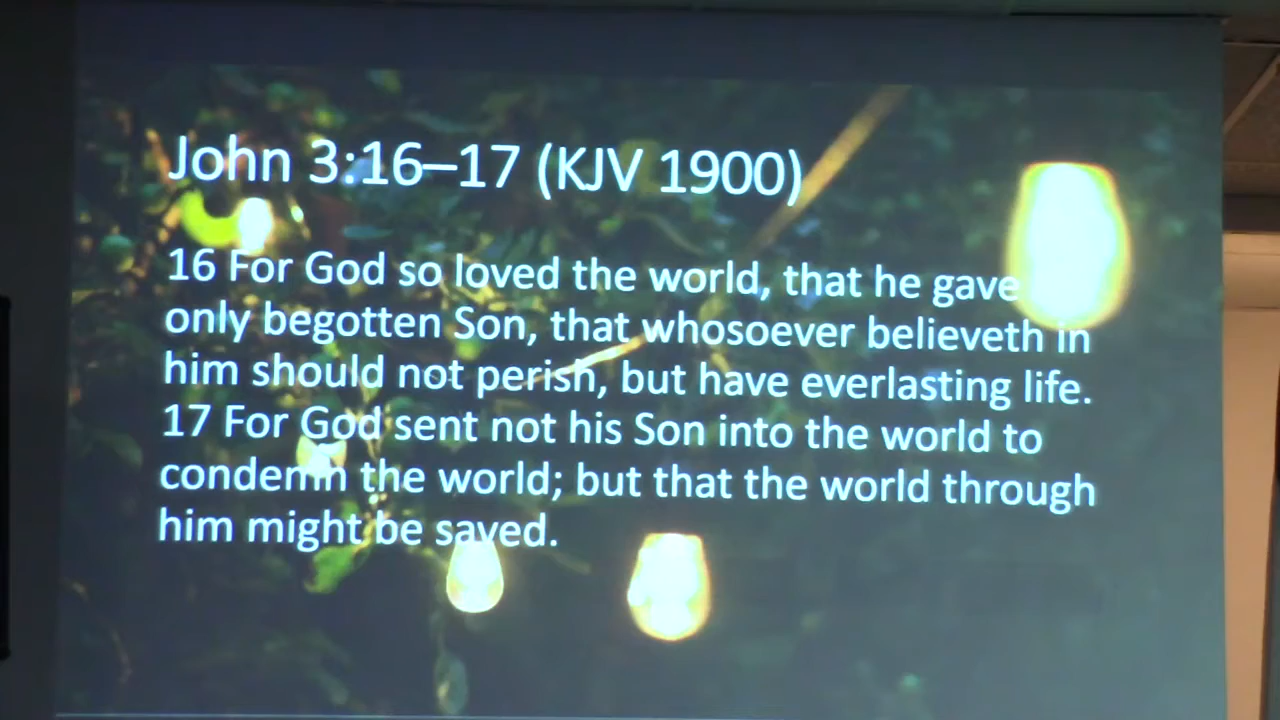 John 3:16–17 (KJV 1900)
16 For God so loved the world, that he gave
only begotten Son, that whosoever believeth in
him should not perish, but have everlasting life.
17 For God sent not his Son into the world to
condemn the world; but that the world through
him might be saved.